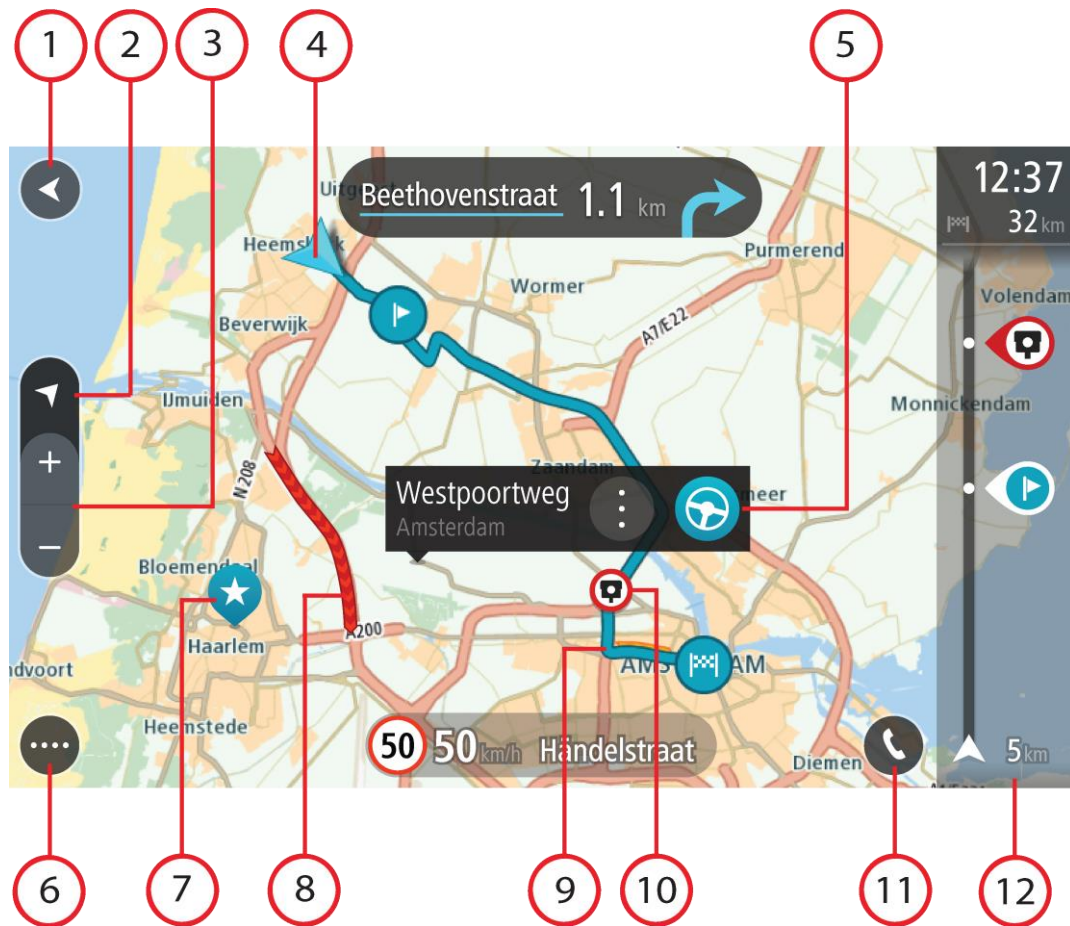 1
2
3
4
5
Beethovenstraat 1.1 km
12:37
32 km
Heemsk
Purmerend
Wormer
Volendam
Beverwijk
A7/E22
IJmuiden
Monnickendam
N 208
Zaandam
Westpoortweg
Amsterdam
meer
Bloemendaal
A200
Haarlem
ndvoort
AMS AM
Heemstede
50 50 km/h Händelstraat
Diemen
5 km
6
7
8
9
10
11
12